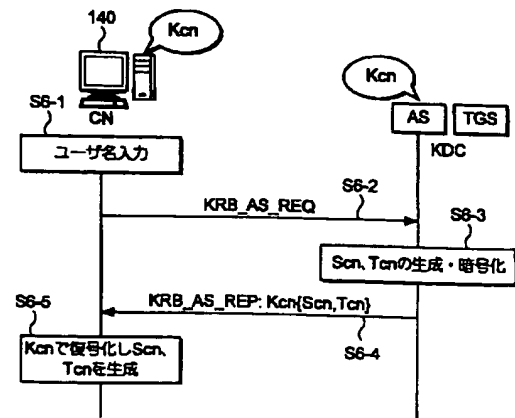 140
Kcn
Kcn
S6-1
CN
AS
TGS
KDC
ユーザ名入力
S6-2
KRB_AS_REQ
S6-3
Scn、Tcnの生成・暗号化
KRB_AS_REP: Kcn{Scn,Tcn}
S6-5
S6-4
Kcnで復号化しScn、
Tcnを生成